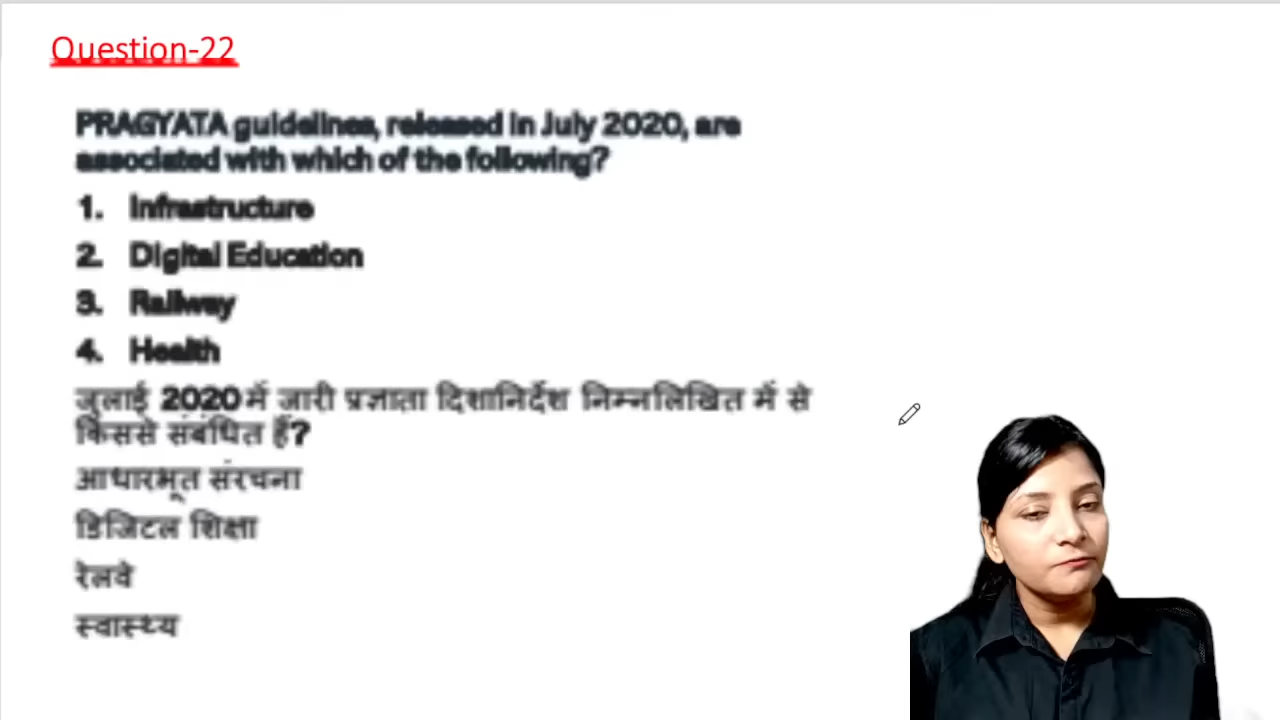 Question-22
PRAGYATA guidelines, released in July 2020, are
associated with which of the following?
1. Infrastructure
2. Digital Education
3. Railway
4. Health
जुलाई 2020 में जारी प्रज्ञाता दिशानिर्देश निम्नलिखित में से
किससे संबंधित हैं?
आधारभूत संरचना
डिजिटल शिक्षा
रेलवे
स्वास्थ्य